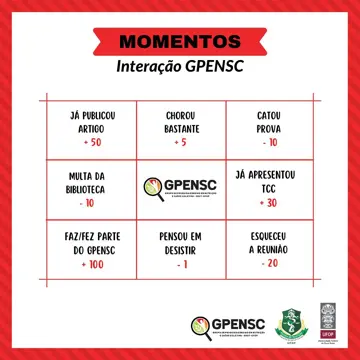 MOMENTOS
Interação GPENSC
JÁ PUBLICOU
ARTIGO
+ 50
CHOROU
BASTANTE
+ 5
CATOU
PROVA
- 10
MULTA DA
BIBLIOTECA
- 10
GPENSC
JÁ APRESENTOU
TCC
+ 30
FAZ/FEZ PARTE
DO GPENSC
+ 100
PENSOU EM
DESISTIR
- 1
ESQUECEU
A REUNIÃO
- 20
GPENSC
UFDP